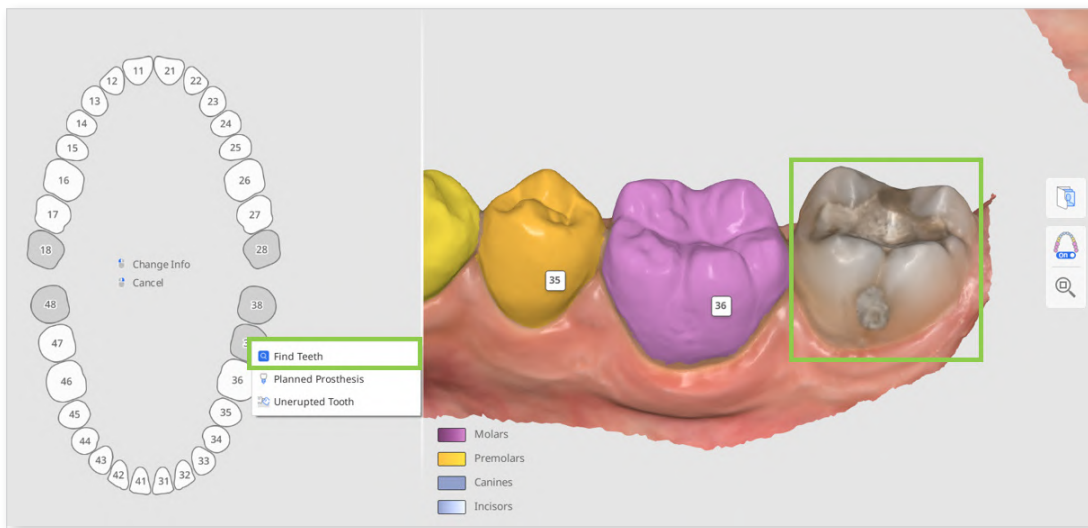 11 21
12 22
13 23
14 24
15 25
16 26
17 27
18 28
Change Info
Cancel
48 38
47
46 36
45 35
44 34
43 33
42 41 31 32
Find Teeth
Planned Prosthesis
Unerupted Tooth
35
36
Molars
Premolars
Canines
Incisors
ON